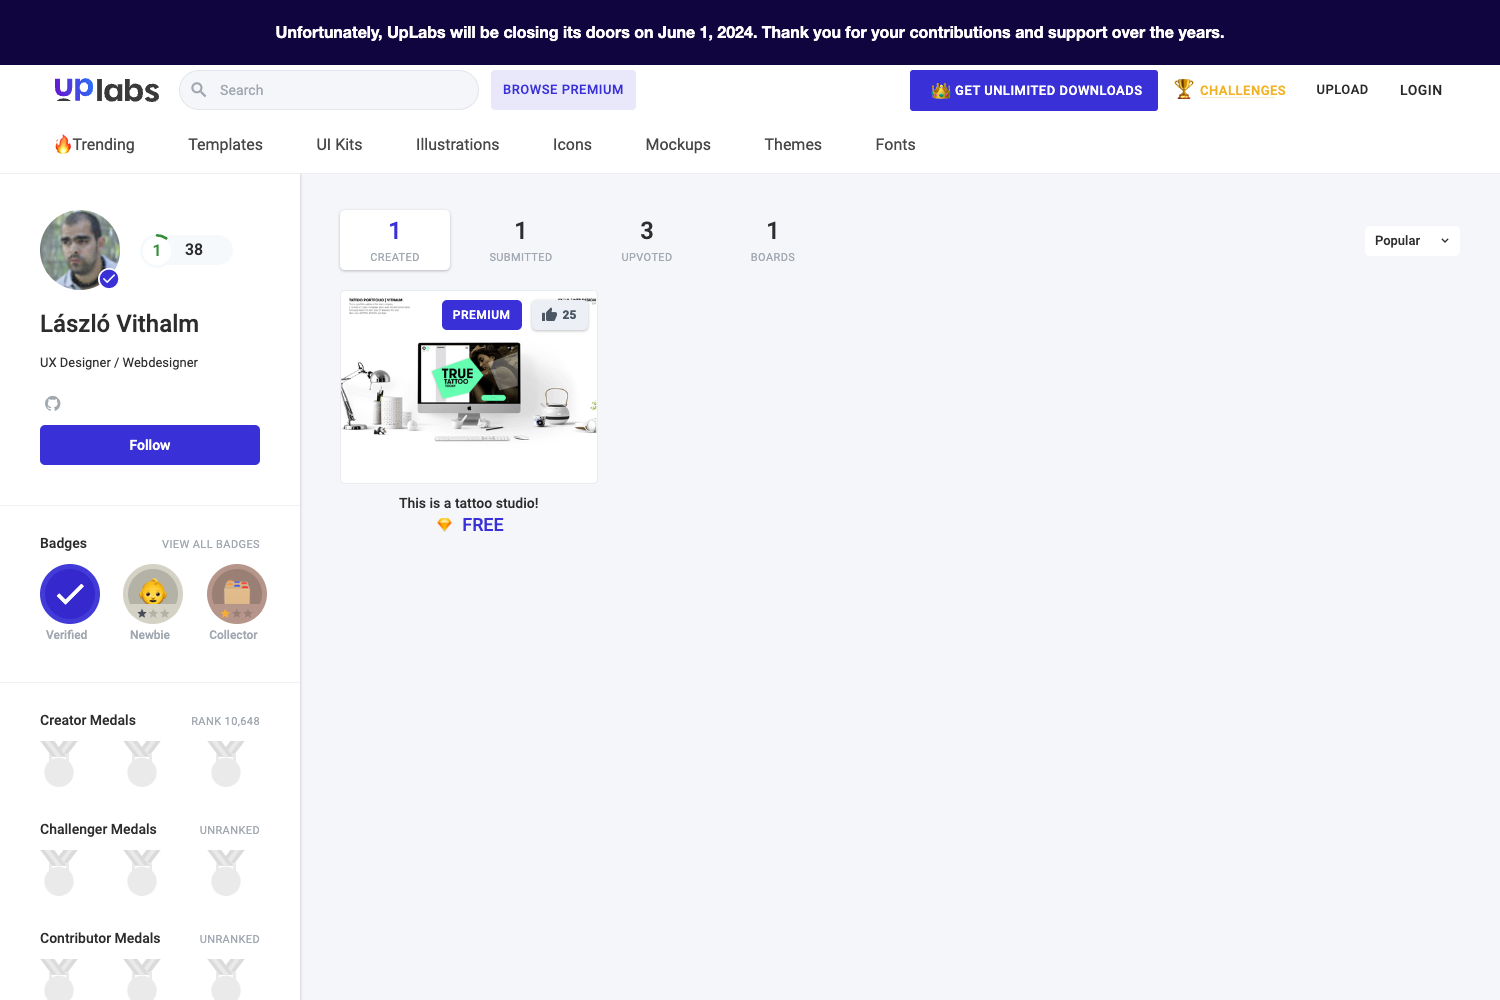 Unfortunately, UpLabs will be closing its doors on June 1, 2024. Thank you for your contributions and support over the years.
uplabs
Search
BROWSE PREMIUM
GET UNLIMITED DOWNLOADS
CHALLENGES
UPLOAD
LOGIN
Trending
Templates
UI Kits
Illustrations
Icons
Mockups
Themes
Fonts
1
38
László Vithalm
UX Designer / Webdesigner
Follow
Badges
VIEW ALL BADGES
Verified
Newbie
Collector
Creator Medals
RANK 10,648
Challenger Medals
UNRANKED
Contributor Medals
UNRANKED
1
CREATED
1
SUBMITTED
3
UPVOTED
1
BOARDS
Popular
TATTOO PORTFOLIO | VITHALM
PREMIUM
25
TRUE
TATTOO
This is a tattoo studio!
FREE